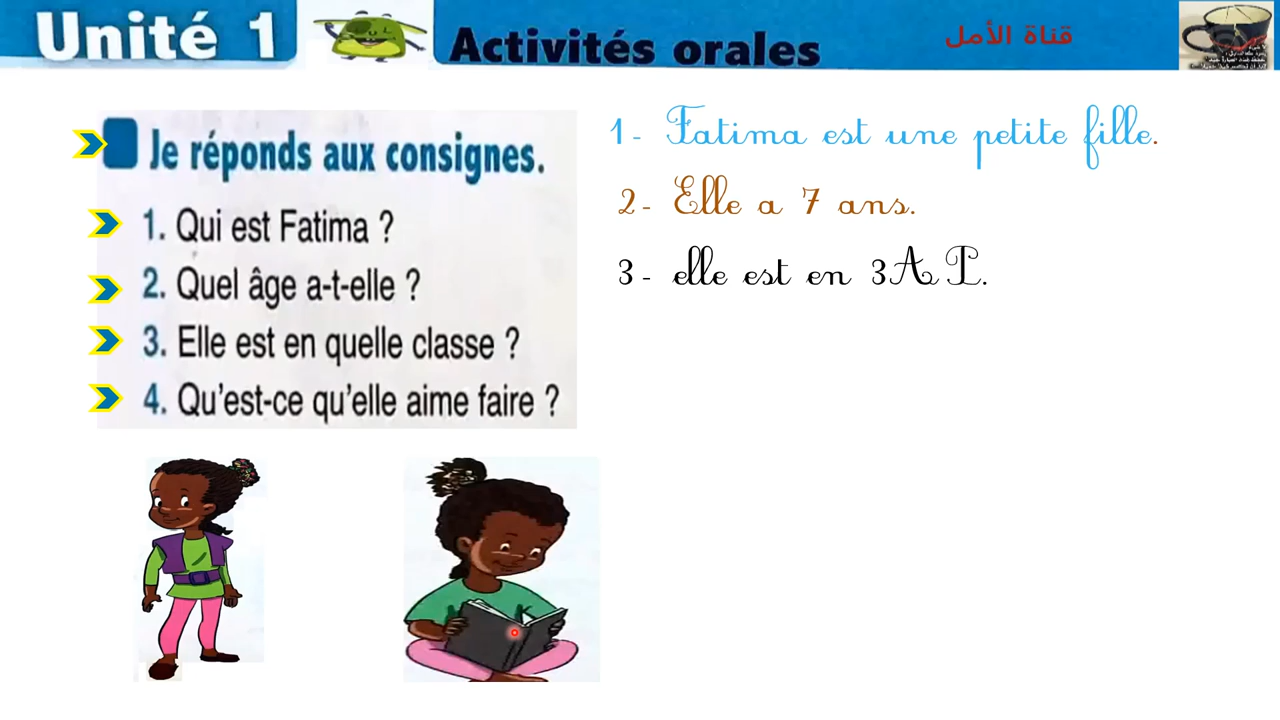 Unité 1
Activités orales
قناة الأمل
Je réponds aux consignes.
1. Qui est Fatima ?
2. Quel âge a-t-elle ?
3. Elle est en quelle classe ?
4. Qu'est-ce qu'elle aime faire ?
1- Fatima est une petite fille.
2- Elle a 7 ans.
3- elle est en 3A.P.